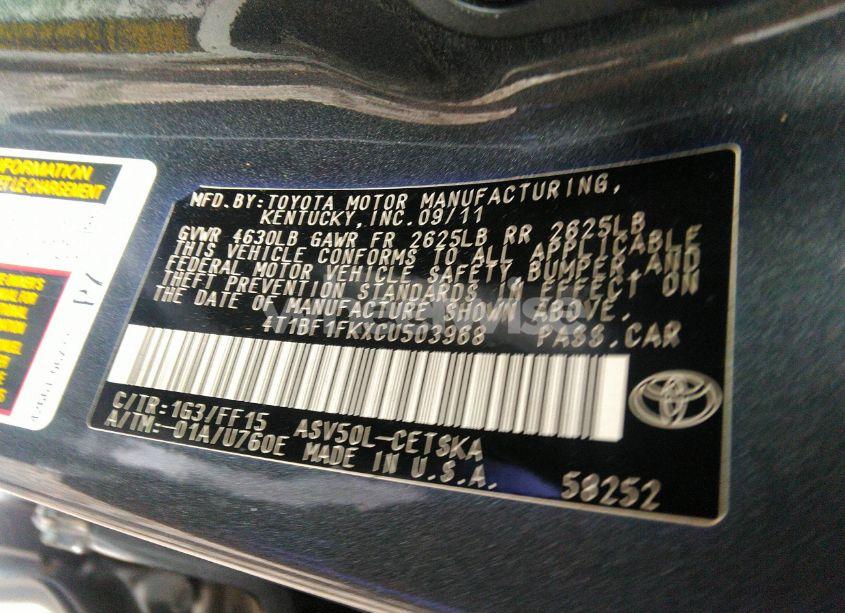 INFORMATION
MFD.BY:TOYOTA MOTOR MANUFACTURING,
KENTUCKY,INC.09/11
GVWR 4630LB GAWR FR 2625LB RR 2625LB
THIS VEHICLE CONFORMS TO ALL APPLICABLE
FEDERAL MOTOR VEHICLE SAFETY, BUMPER,AND
THEFT PREVENTION STANDARDS IN EFFECT ON
THE DATE OF MANUFACTURE SHOWN ABOVE.
4T1BF1FKXCU503968 PASS.CAR
C/TR:1G3/FF15 ASV50L-CETSKA
A/TM:-01A/U760E MADE IN U.S.A.
58252